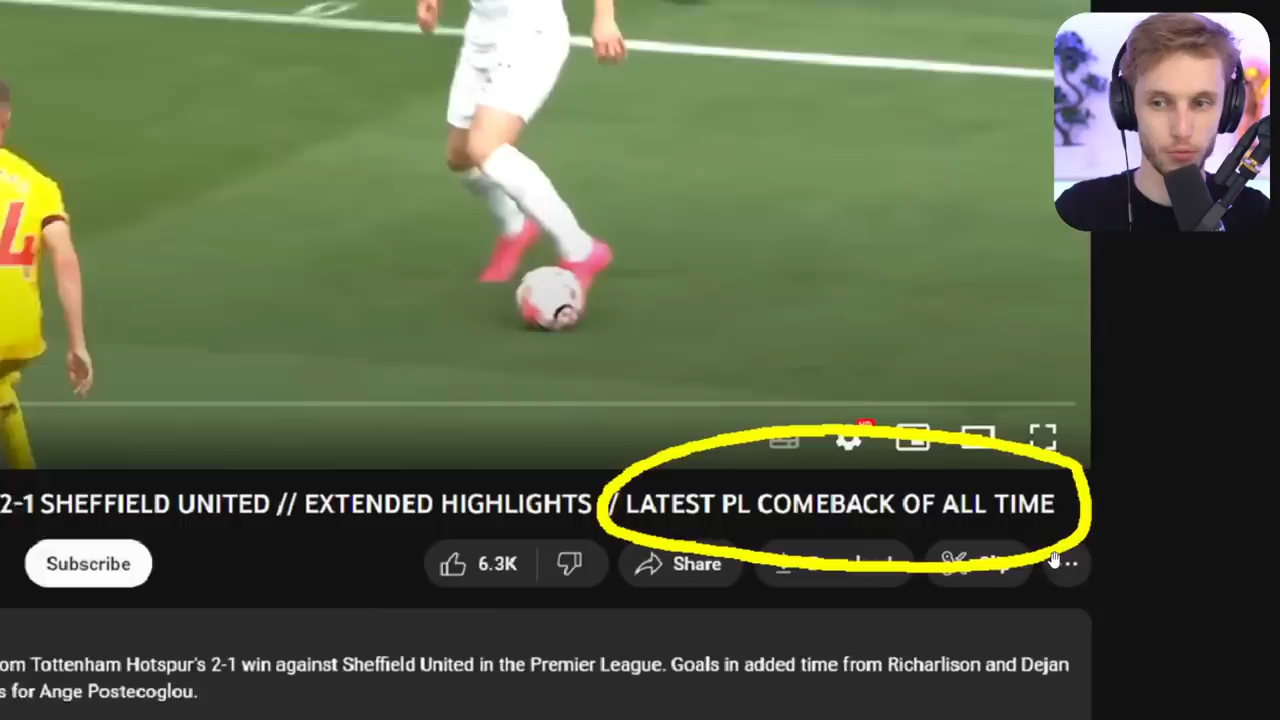 4
HD
2-1 SHEFFIELD UNITED // EXTENDED HIGHLIGHTS // LATEST PL COMEBACK OF ALL TIME
Subscribe 6.3K Share
om Tottenham Hotspur's 2-1 win against Sheffield United in the Premier League. Goals in added time from Richarlison and Dejan
s for Ange Postecoglou.